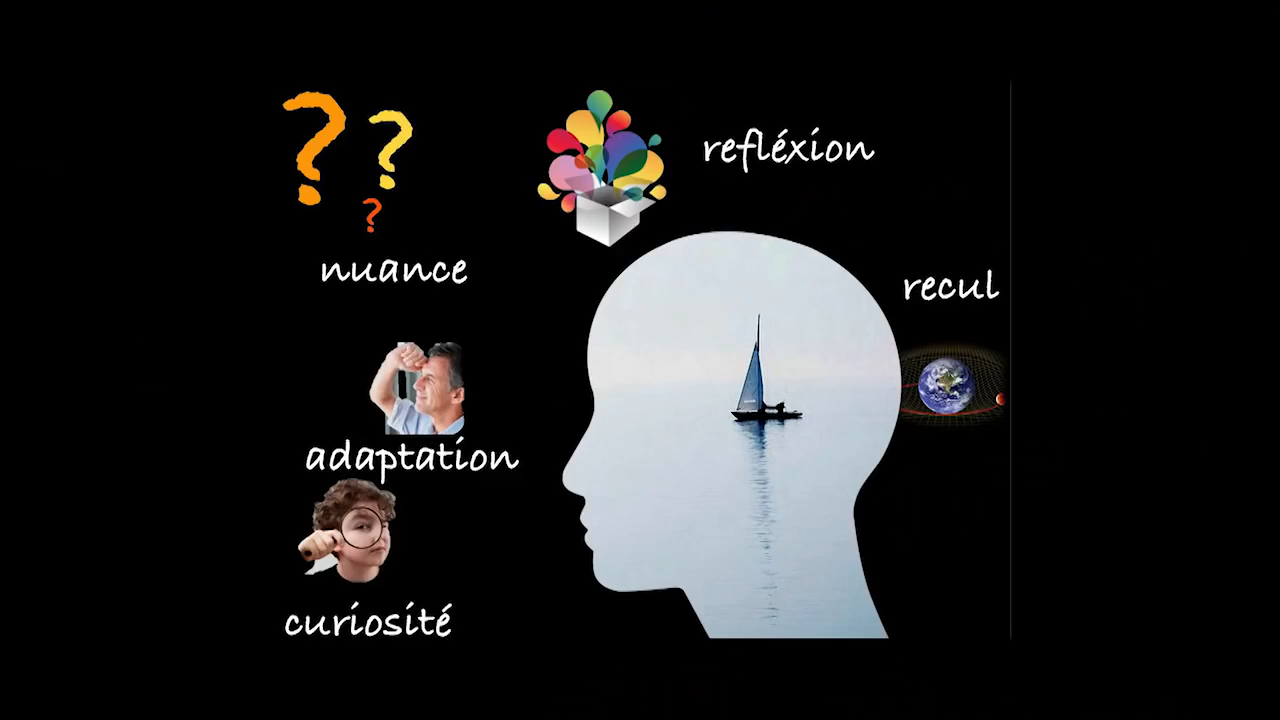 refléxion
nuance
recul
adaptation
curiosité